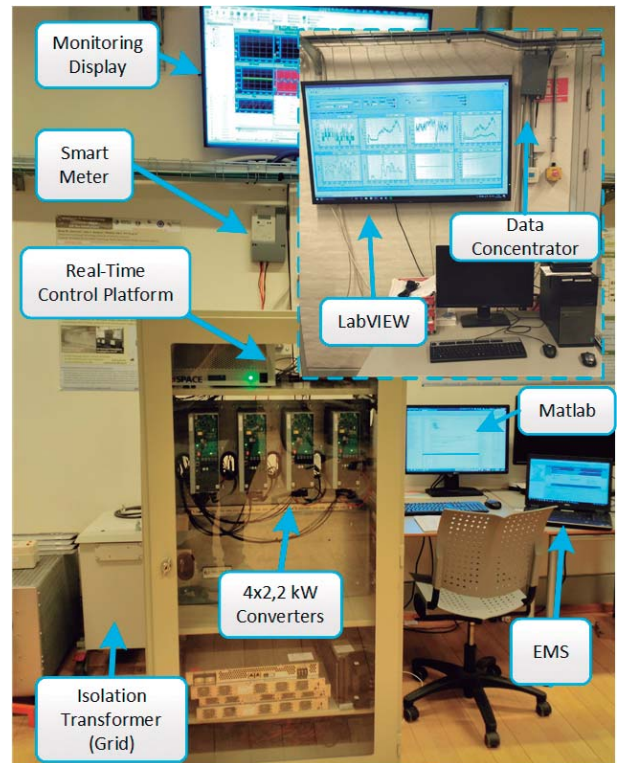 Monitoring
Display
Smart
Meter
Real-Time
Control Platform
Data
Concentrator
LabVIEW
SPACE
Matlab
4x2,2 kW
Converters
EMS
Isolation
Transformer
(Grid)